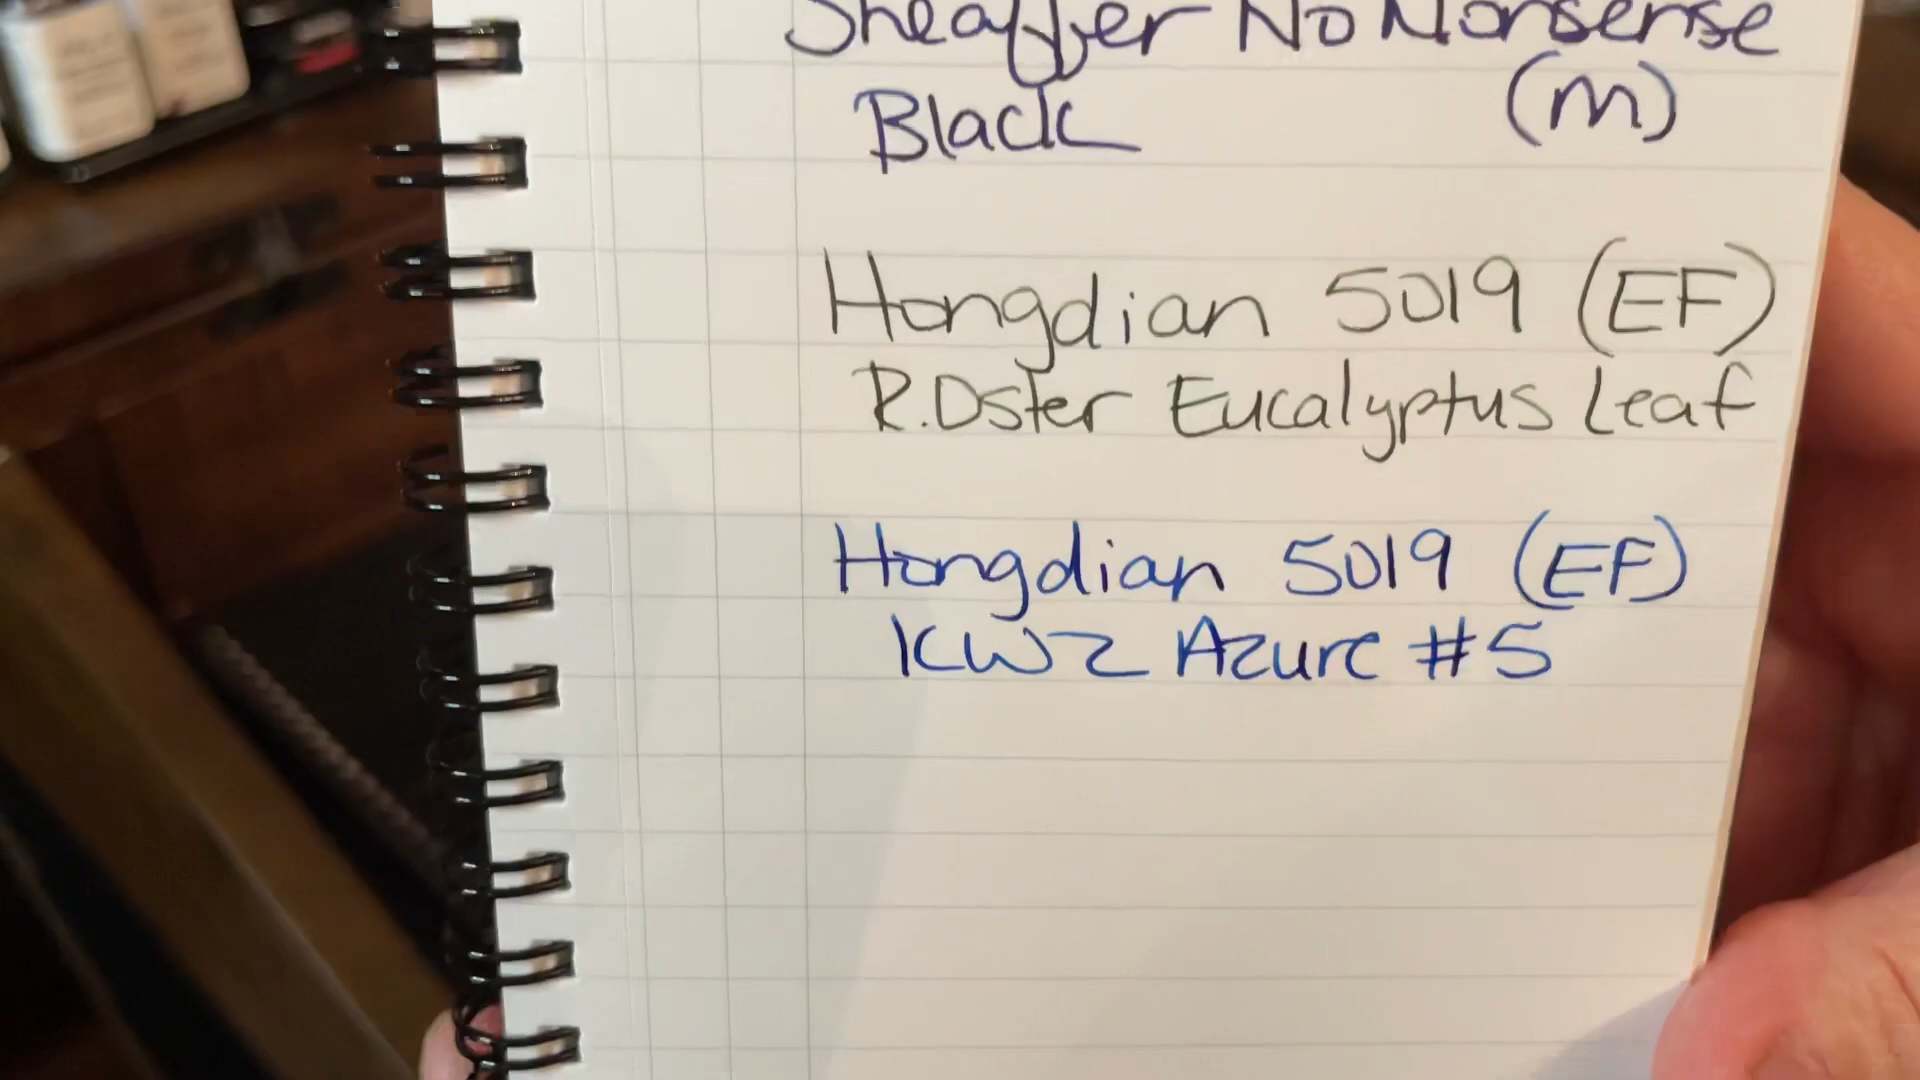 Sheaffer No Nonsense
Black (M)
Hongdian 5019 (EF)
R.Oster Eucalyptus Leaf
Hongdian 5019 (EF)
KWZ Azure #5